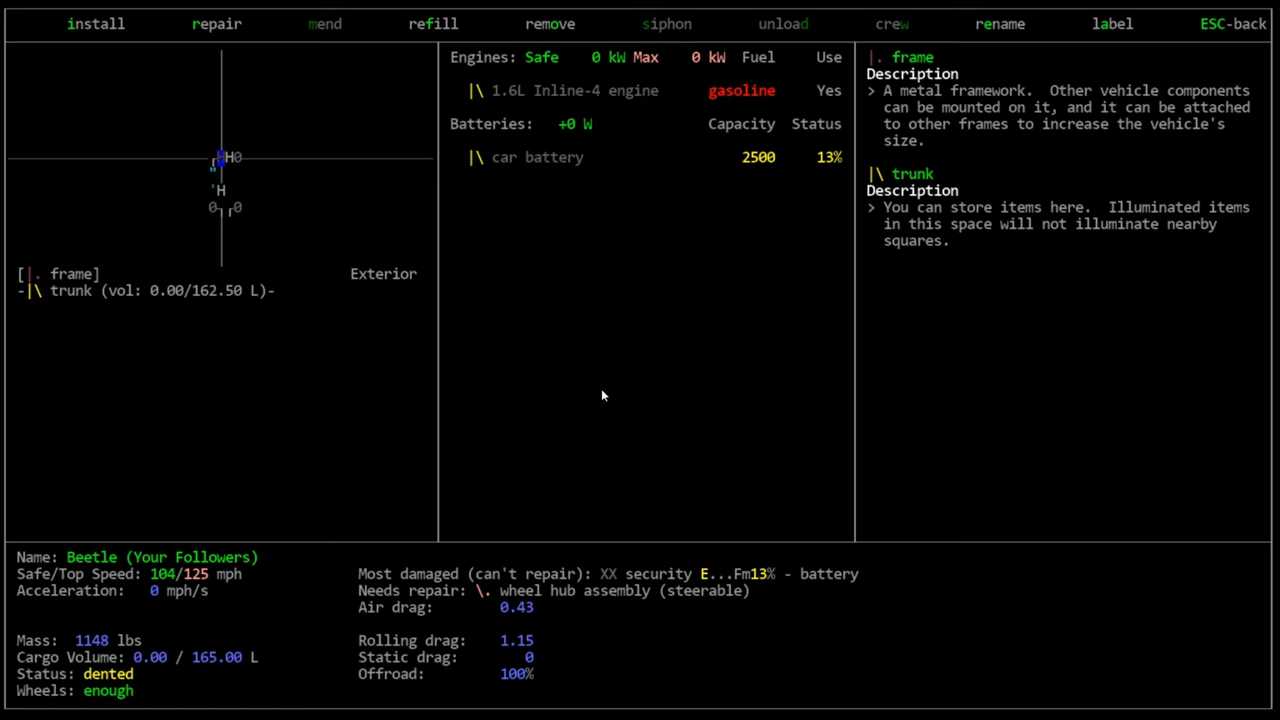 install repair mend refill remove siphon unload crew rename label ESC-back
Engines: Safe 0 kW Max 0 kW Fuel Use
|\ 1.6L Inline-4 engine gasoline Yes
Batteries: +0 W Capacity Status
|\ car battery 2500 13%
|. frame
Description
> A metal framework. Other vehicle components
can be mounted on it, and it can be attached
to other frames to increase the vehicle's
size.
|\ trunk
Description
> You can store items here. Illuminated items
in this space will not illuminate nearby
squares.
┌HH0
"
'H
0┐┌0
[|. frame] Exterior
-|\ trunk (vol: 0.00/162.50 L)-
Name: Beetle (Your Followers)
Safe/Top Speed: 104/125 mph
Acceleration: 0 mph/s
Mass: 1148 lbs
Cargo Volume: 0.00 / 165.00 L
Status: dented
Wheels: enough
Most damaged (can't repair): XX security E...Fm13% - battery
Needs repair: \. wheel hub assembly (steerable)
Air drag: 0.43
Rolling drag: 1.15
Static drag: 0
Offroad: 100%